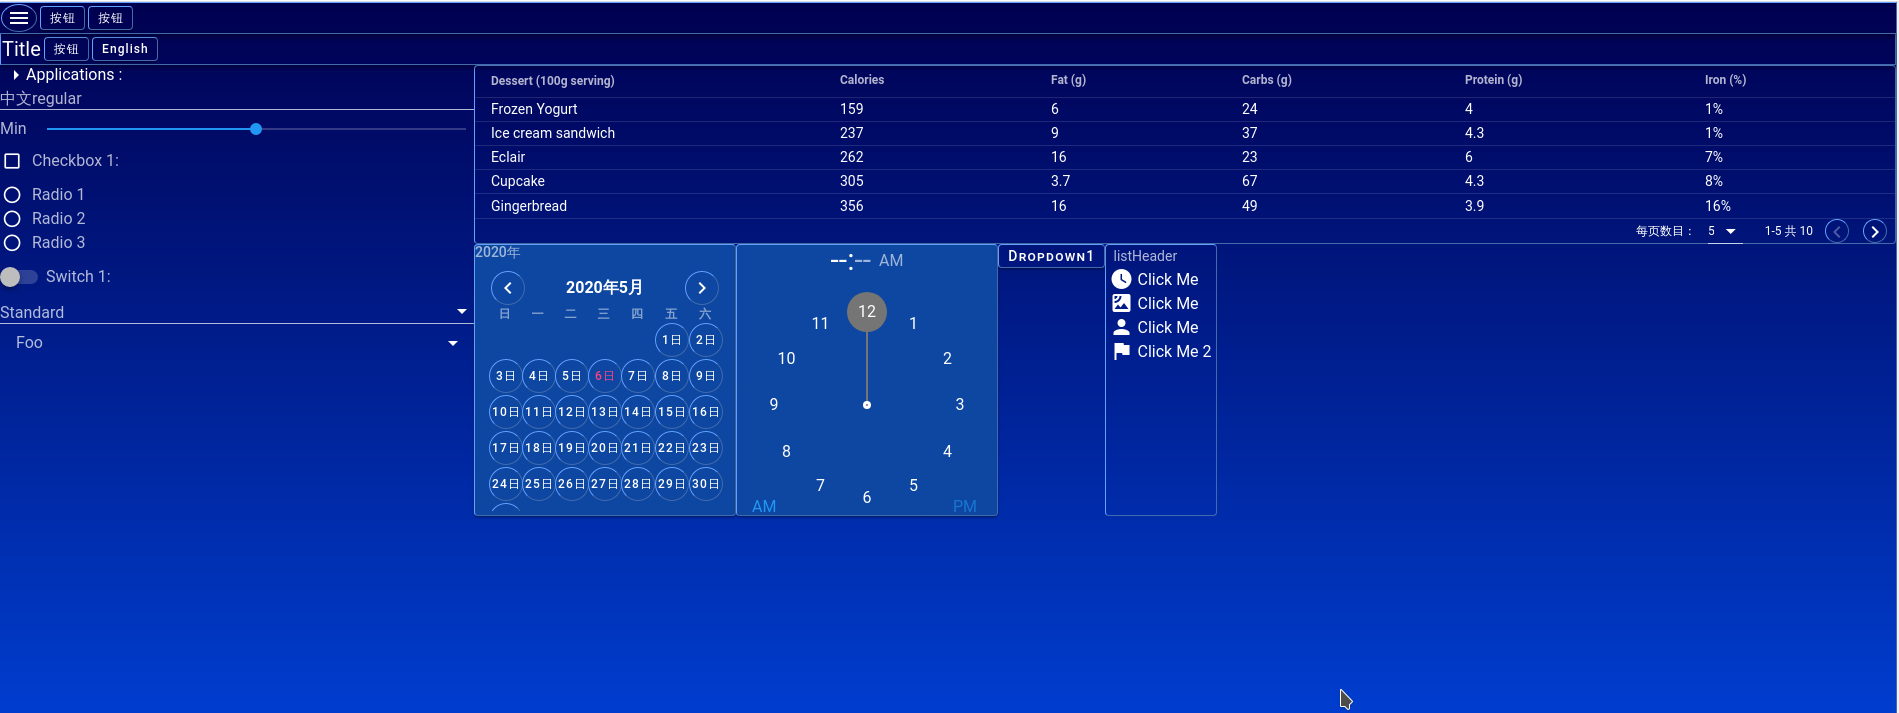 按钮 按钮
Title 按钮 English
Applications :
中文regular
Min
Checkbox 1:
Radio 1
Radio 2
Radio 3
Switch 1:
Standard
Foo
Dessert (100g serving) Calories Fat (g) Carbs (g) Protein (g) Iron (%)
Frozen Yogurt 159 6 24 4 1%
Ice cream sandwich 237 9 37 4.3 1%
Eclair 262 16 23 6 7%
Cupcake 305 3.7 67 4.3 8%
Gingerbread 356 16 49 3.9 16%
每页数目： 5 1-5 共 10
2020年
2020年5月
日 一 二 三 四 五 六
1日 2日
3日 4日 5日 6日 7日 8日 9日
10日 11日 12日 13日 14日 15日 16日
17日 18日 19日 20日 21日 22日 23日
24日 25日 26日 27日 28日 29日 30日
--:-- AM
12
11 1
10 2
9 3
8 4
7 5
6
AM PM
Dropdown1
listHeader
Click Me
Click Me
Click Me
Click Me 2